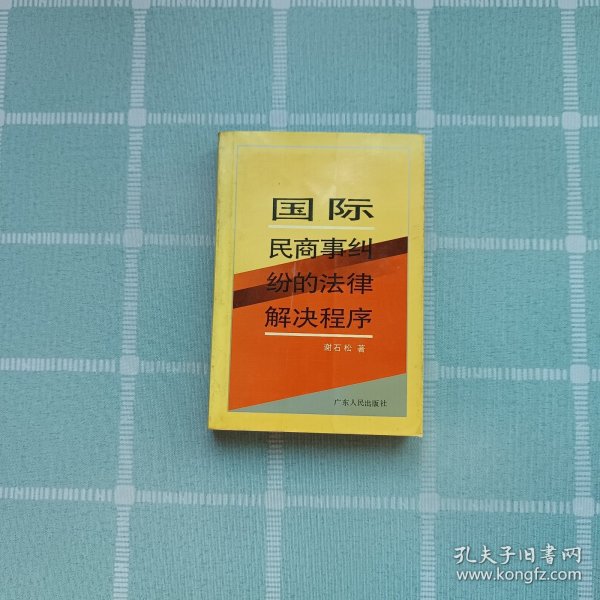 国际
民商事纠
纷的法律
解决程序
谢石松 著
广东人民出版社
孔夫子旧书网
www.kongfz.com